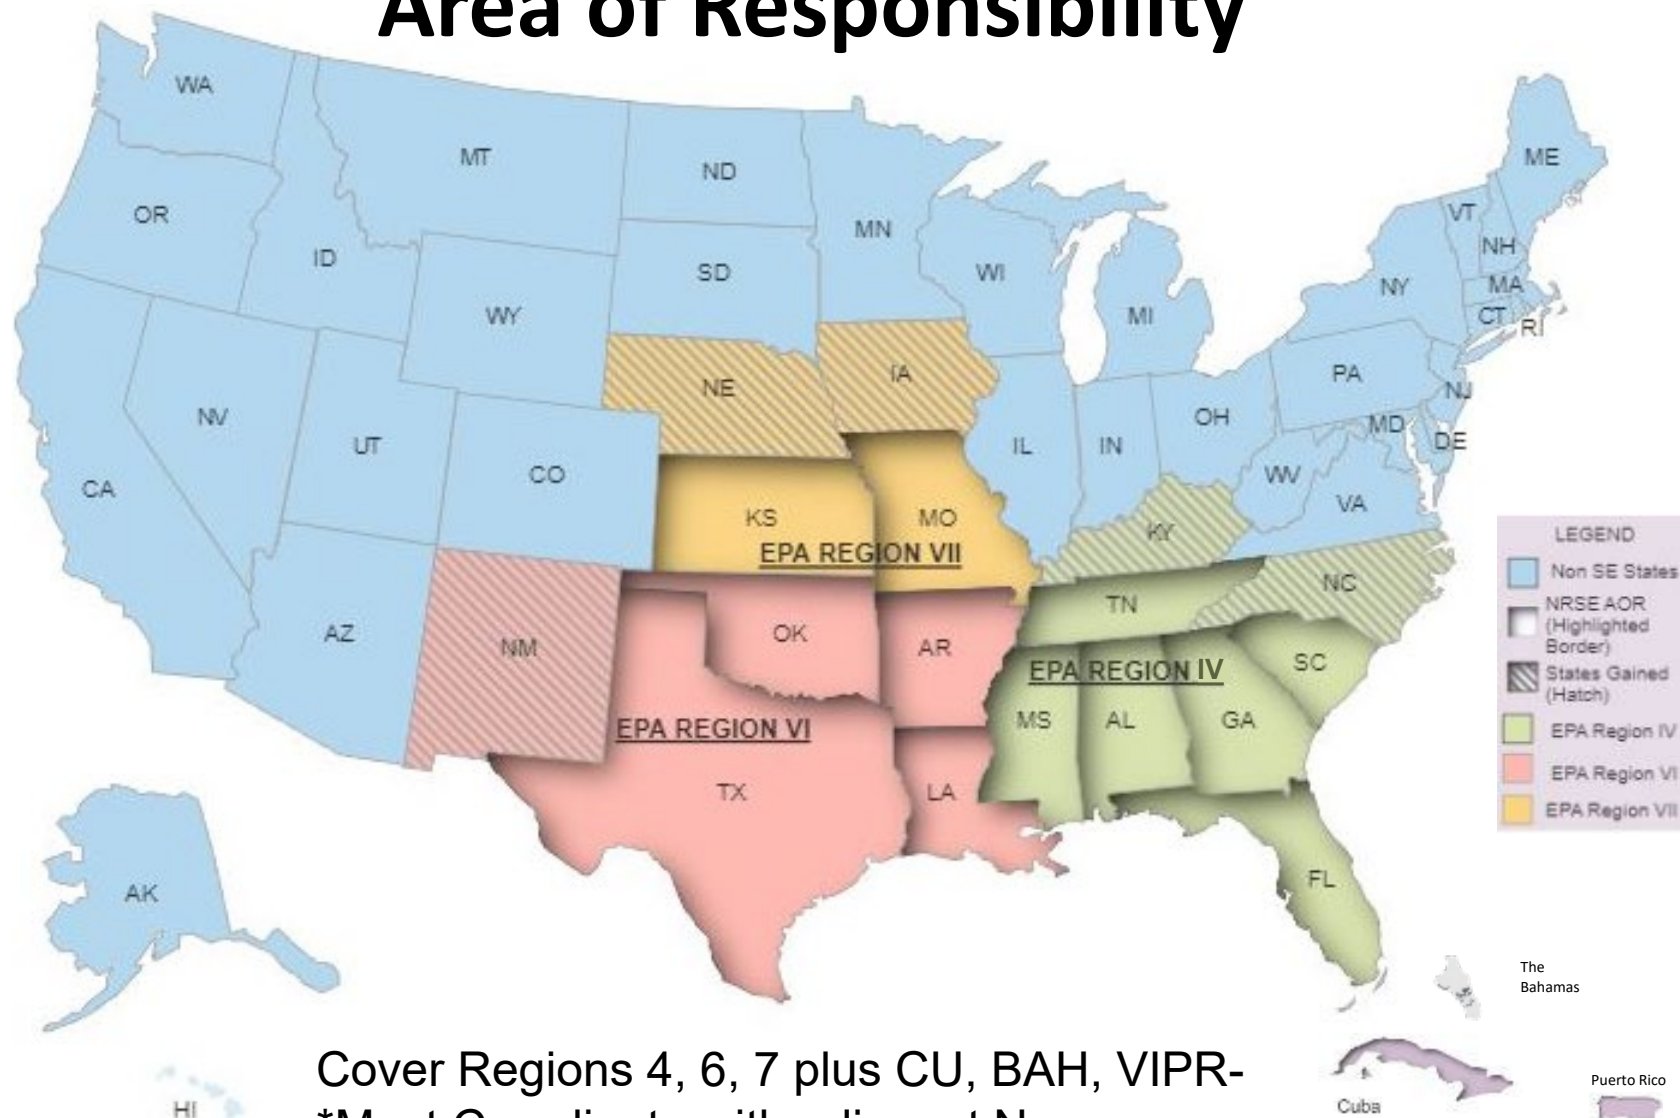 Area of Responsibility
WA
MT
ND
ME
OR
ID
MN
VT
NH
SD
WI
NY
MA
WY
MI
CT
RI
NE
IA
PA
NJ
NV
UT
OH
MD
DE
CO
IL
IN
CA
WV
VA
KS
MO
KY
EPA REGION VII
NC
TN
AZ
NM
OK
AR
SC
EPA REGION IV
MS
AL
GA
EPA REGION VI
TX
LA
FL
AK
LEGEND
Non SE States
NRSE AOR
(Highlighted
Border)
States Gained
(Hatch)
EPA Region IV
EPA Region VI
EPA Region VII
The
Bahamas
Cover Regions 4, 6, 7 plus CU, BAH, VIPR-
Puerto Rico
Cuba
HI